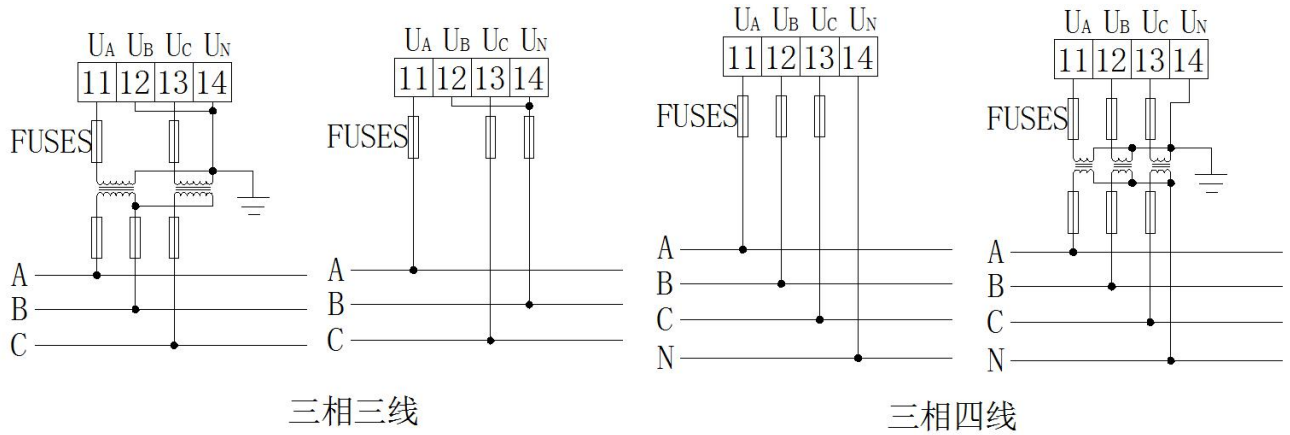 UA UB UC UN
11 12 13 14
FUSES
A
B
C
UA UB UC UN
11 12 13 14
FUSES
A
B
C
三相三线
UA UB UC UN
11 12 13 14
FUSES
A
B
C
N
UA UB UC UN
11 12 13 14
FUSES
A
B
C
N
三相四线